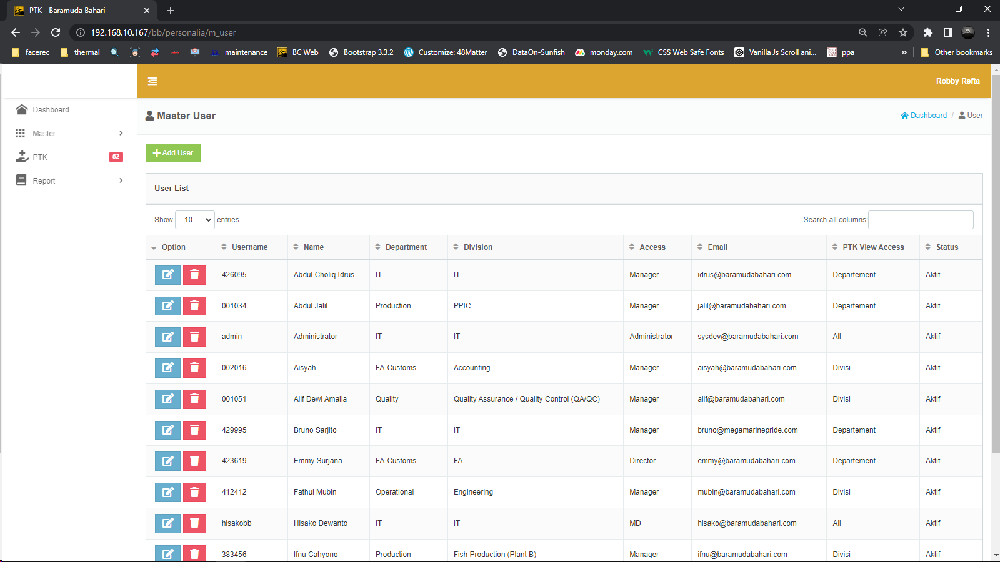 PTK - Baramuda Bahari
192.168.10.167/bb/personalia/m_user
facerec thermal maintenance BC Web Bootstrap 3.3.2 Customize: 48Matter DataOn-Sunfish monday.com CSS Web Safe Fonts Vanilla Js Scroll ani... ppa » Other bookmarks
Robby Refta
Dashboard
Master
PTK 52
Report
Master User
Dashboard / User
Add User
User List
Show 10 entries
Search all columns:
Option Username Name Department Division Access Email PTK View Access Status
426095 Abdul Choliq Idrus IT IT Manager idrus@baramudabahari.com Departement Aktif
001034 Abdul Jalil Production PPIC Manager jalil@baramudabahari.com Departement Aktif
admin Administrator IT IT Administrator sysdev@baramudabahari.com All Aktif
002016 Aisyah FA-Customs Accounting Manager aisyah@baramudabahari.com Divisi Aktif
001051 Alif Dewi Amalia Quality Quality Assurance / Quality Control (QA/QC) Manager alif@baramudabahari.com Divisi Aktif
429995 Bruno Sarjito IT IT Manager bruno@megamarinepride.com Departement Aktif
423619 Emmy Surjana FA-Customs FA Director emmy@baramudabahari.com Departement Aktif
412412 Fathul Mubin Operational Engineering Manager mubin@baramudabahari.com Divisi Aktif
hisakobb Hisako Dewanto IT IT MD hisako@baramudabahari.com All Aktif
383456 Ifnu Cahyono Production Fish Production (Plant B) Manager ifnu@baramudabahari.com Divisi Aktif